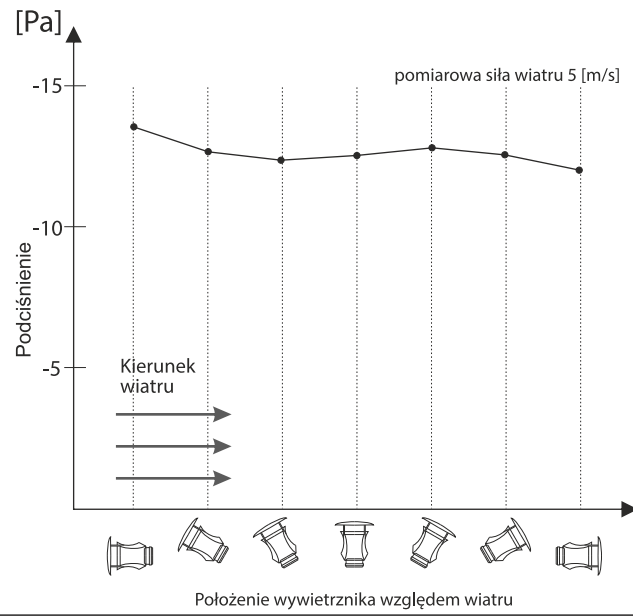 [Pa]
pomiarowa siła wiatru 5 [m/s]
-15
-10
-5
Podciśnienie
Kierunek
wiatru
Położenie wywietrznika względem wiatru